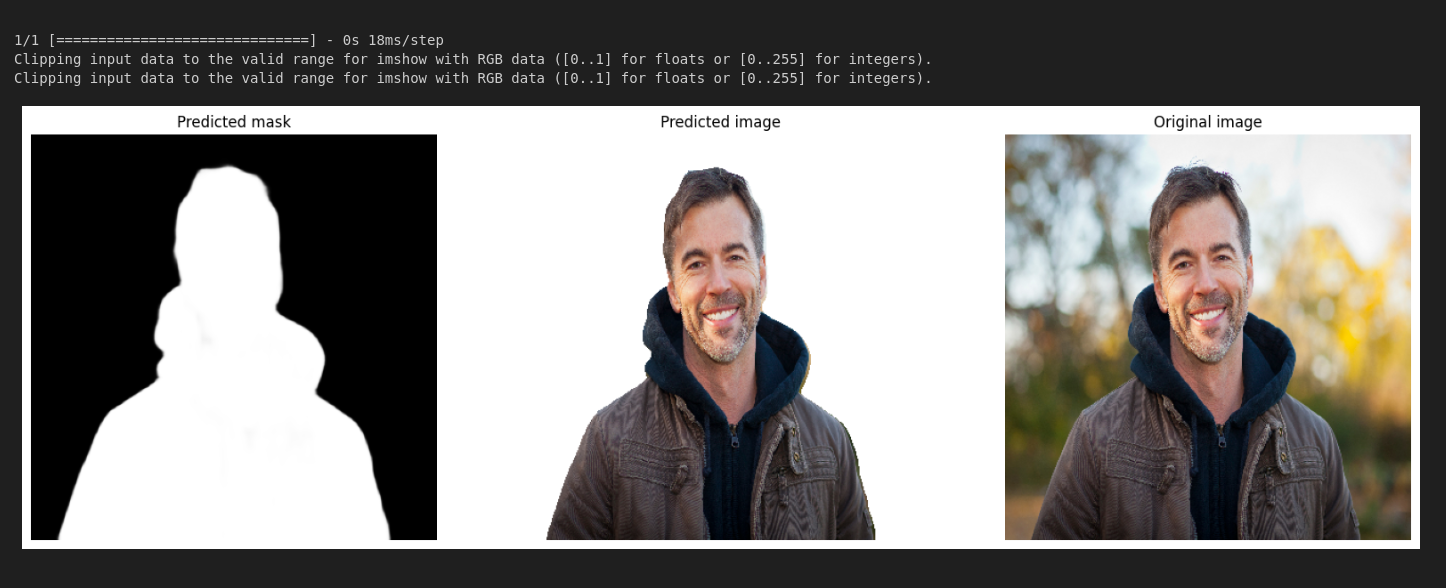 1/1 [==============================] - 0s 18ms/step
Clipping input data to the valid range for imshow with RGB data ([0..1] for floats or [0..255] for integers).
Clipping input data to the valid range for imshow with RGB data ([0..1] for floats or [0..255] for integers).
Predicted mask
Predicted image
Original image